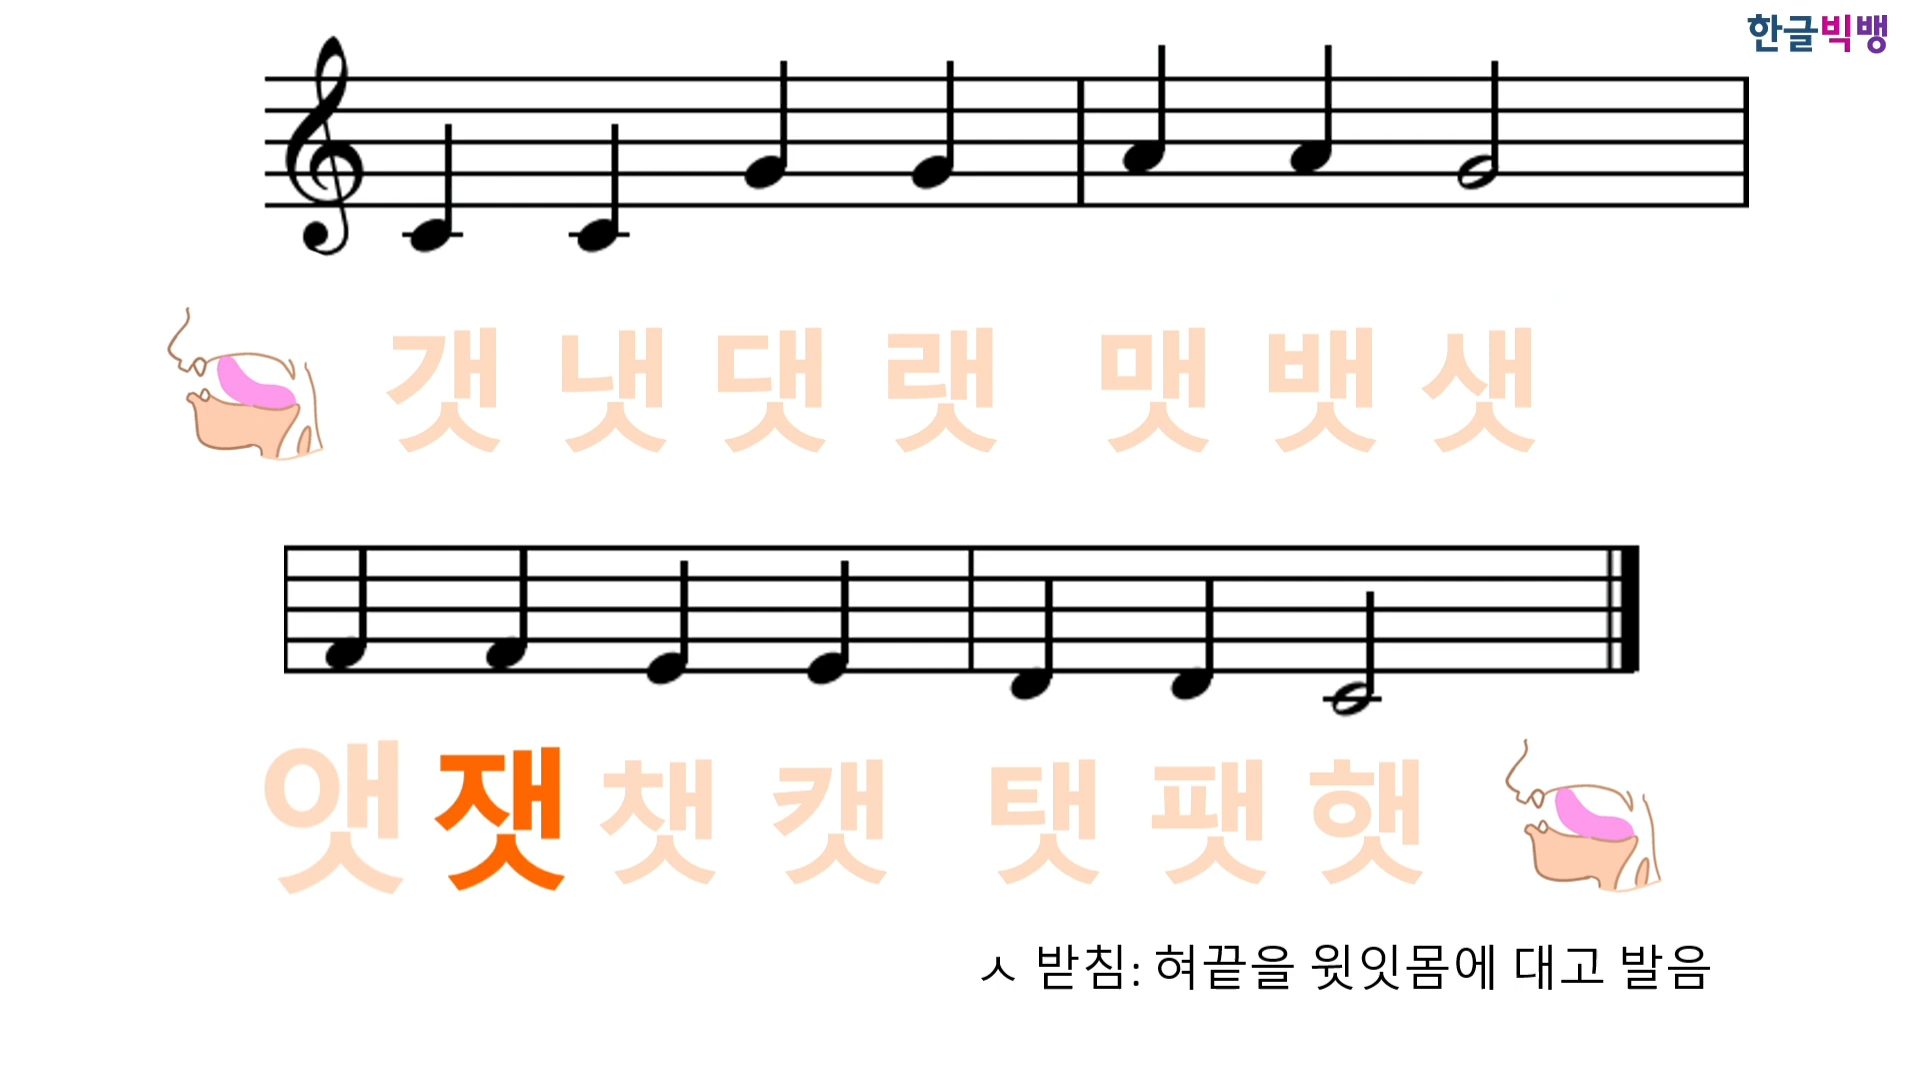 한글빅뱅
갯 냇 댓 랫 맷 뱃 샛
앳 잿 챗 캣 탯 팻 햇
ㅅ 받침: 혀끝을 윗잇몸에 대고 발음